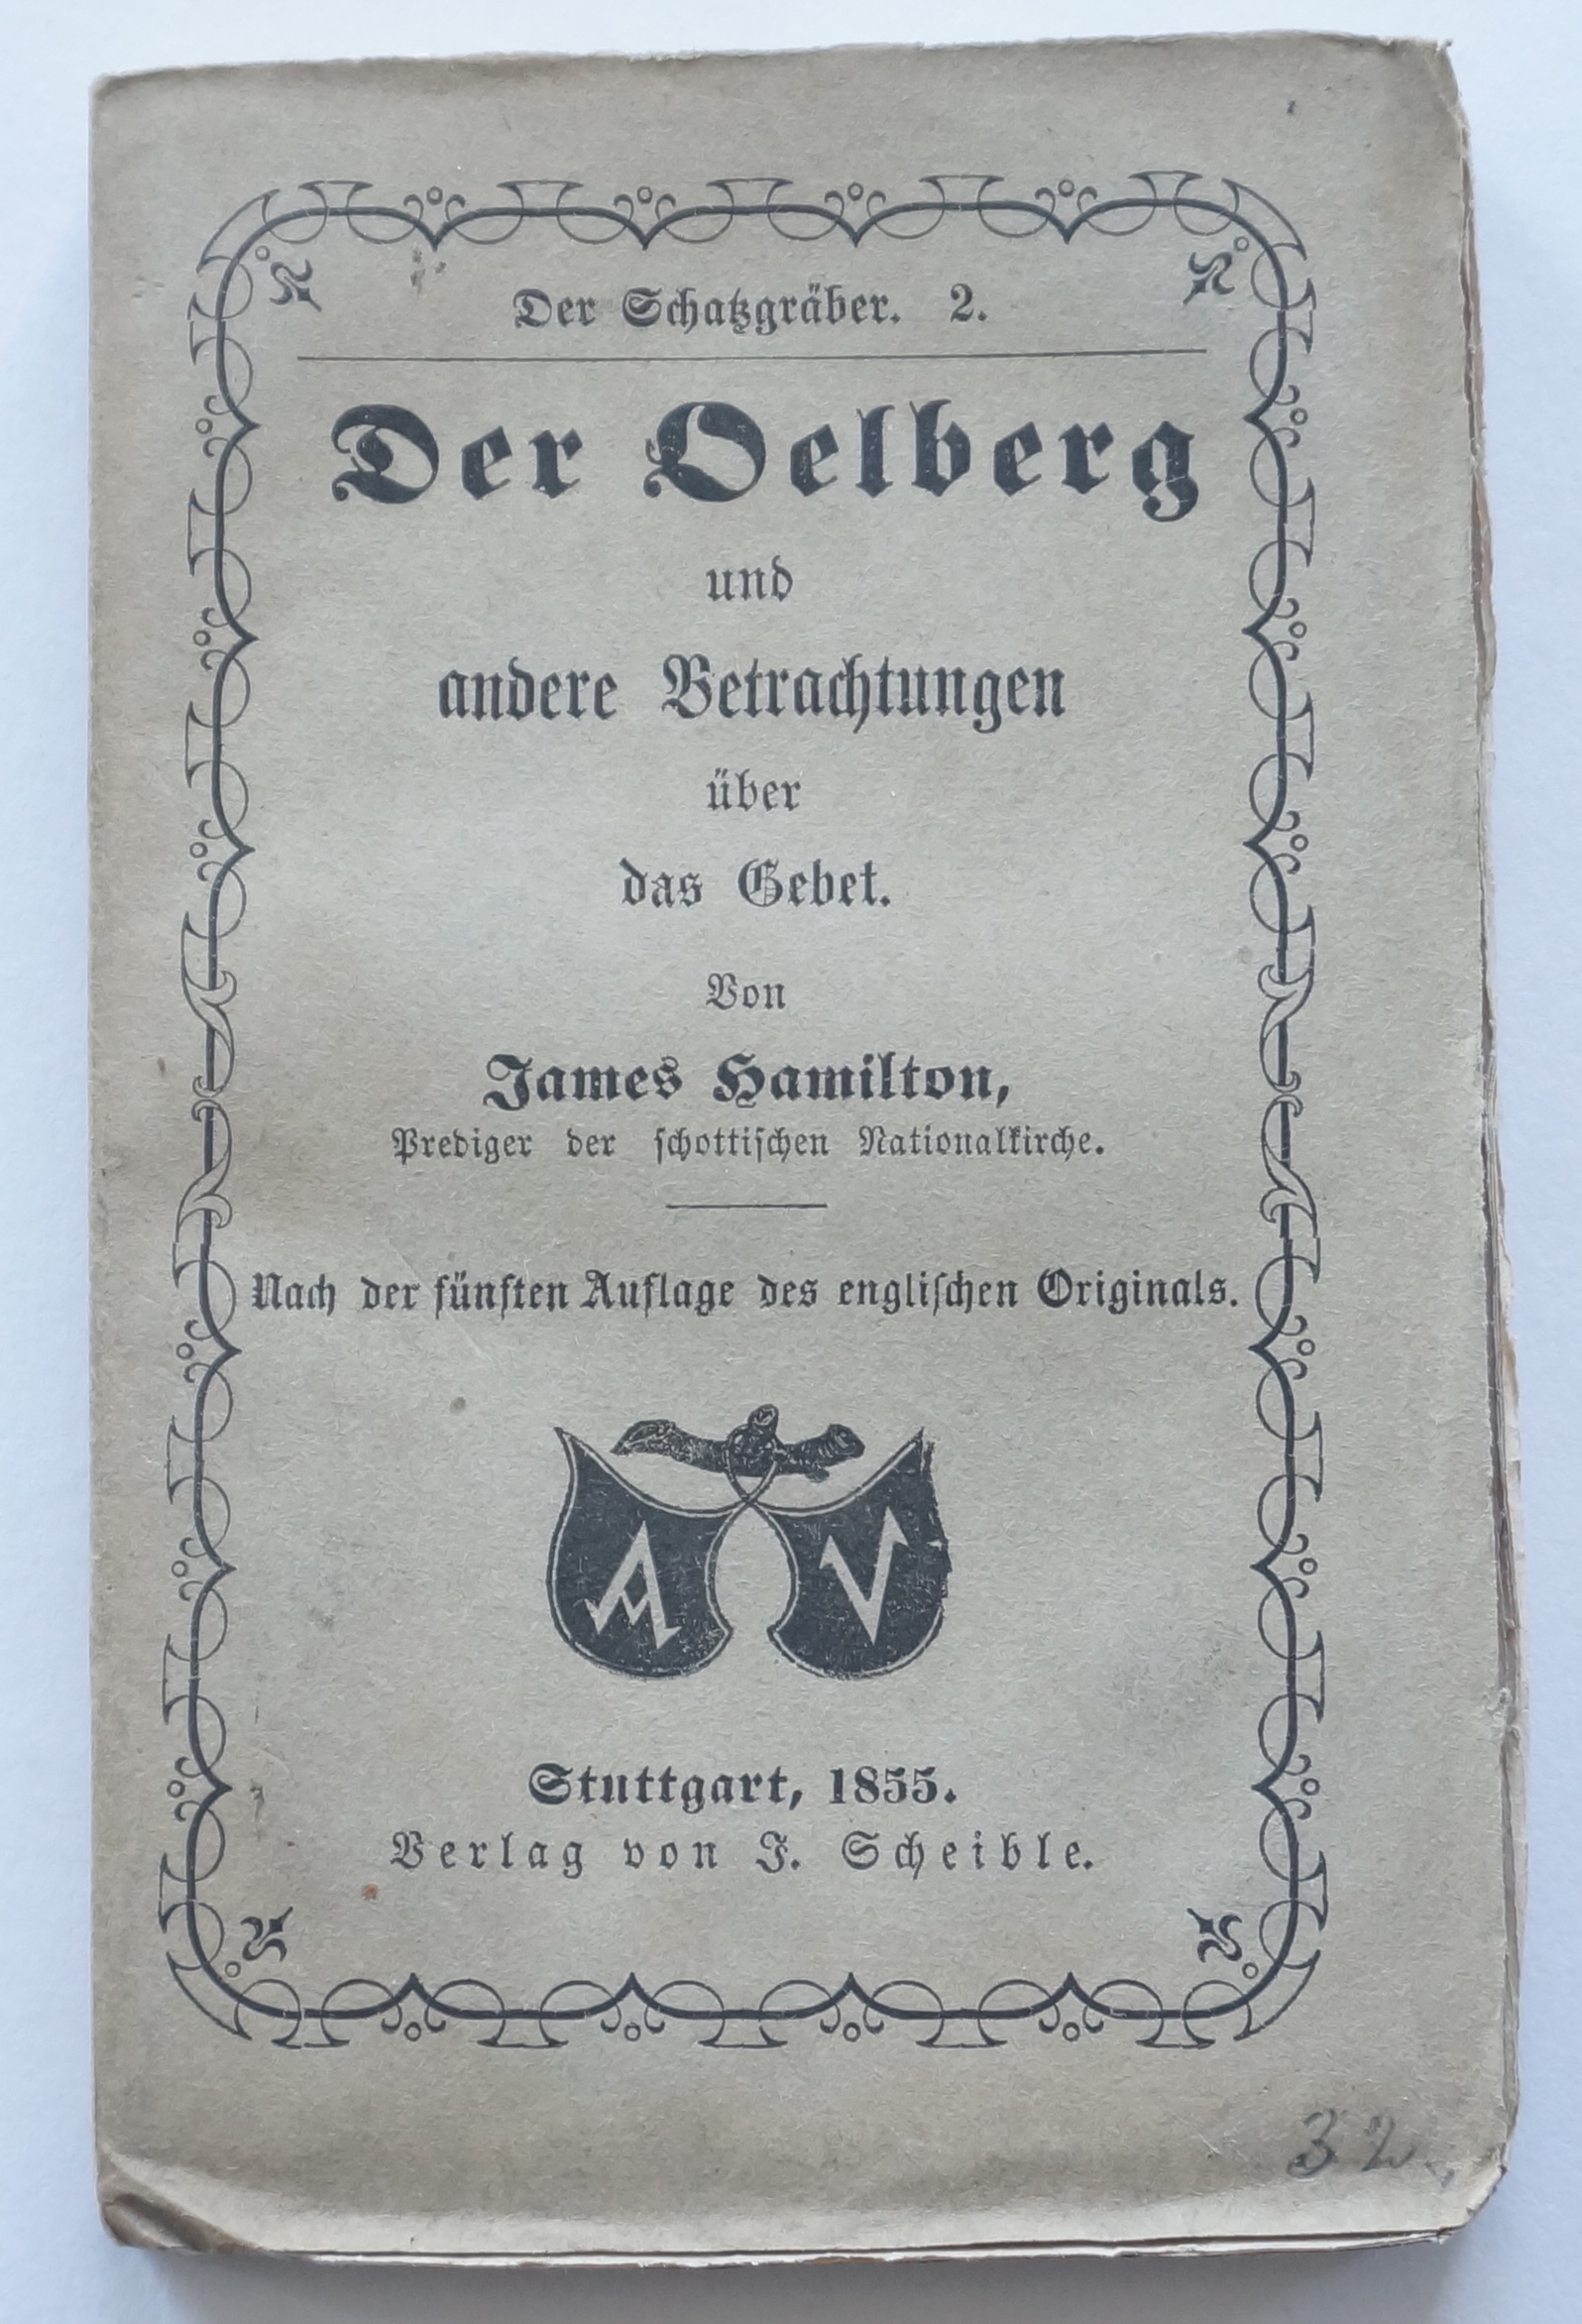 Der Schatzgräber. 2.
Der Oelberg
und
andere Betrachtungen
über
das Gebet.
Von
James Hamilton,
Prediger der schottischen Nationalkirche.
Nach der fünften Auflage des englischen Originals.
A V
Stuttgart, 1855.
Verlag von J. Scheible.
32